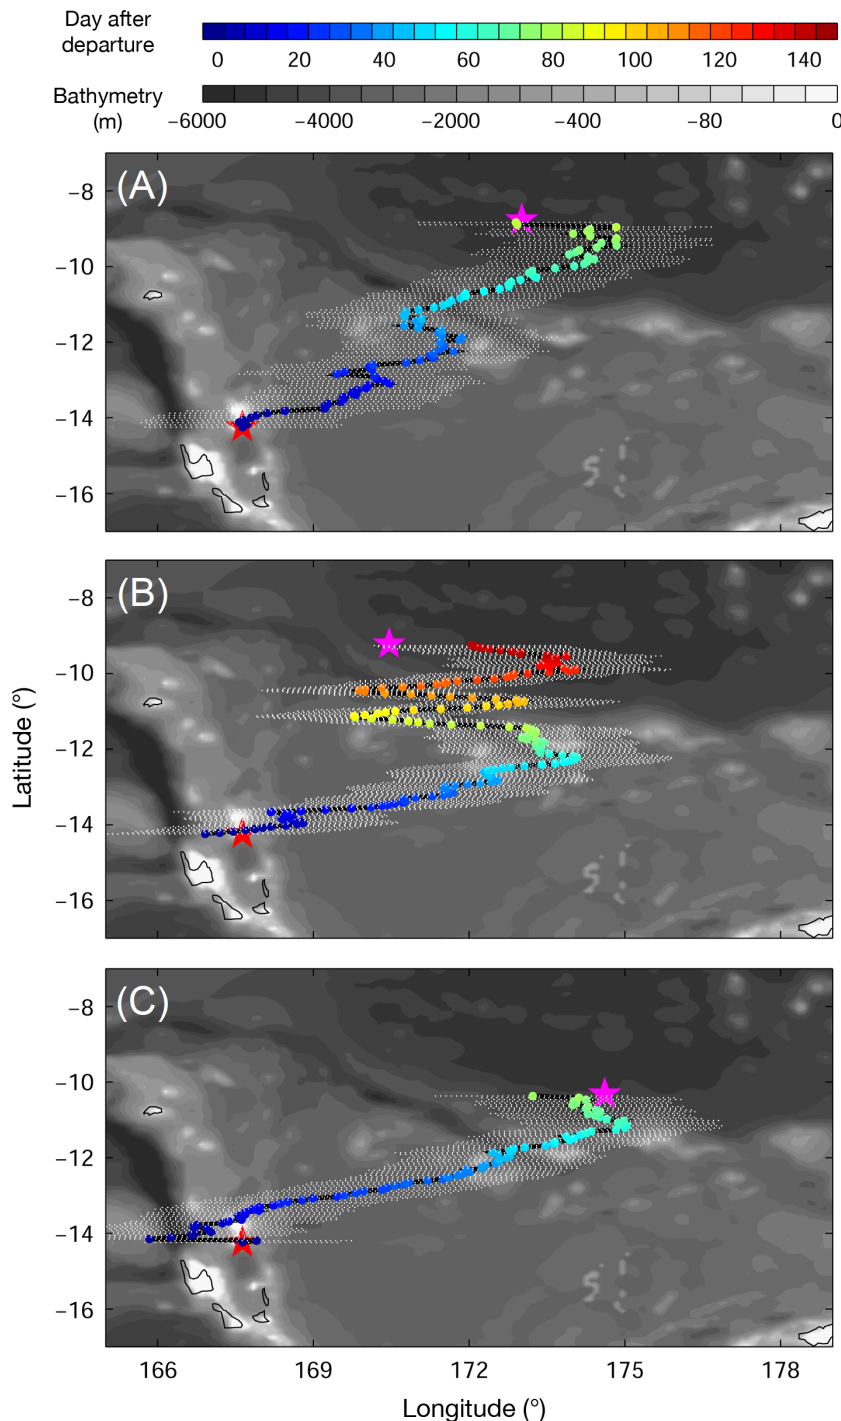 Day after
departure
0 20 40 60 80 100 120 140
Bathymetry
(m)
−6000 −4000 −2000 −400 −80 0
(A)
−8
−10
−12
−14
−16
(B)
−8
−10
−12
−14
−16
Latitude (°)
(C)
−8
−10
−12
−14
−16
166 169 172 175 178
Longitude (°)